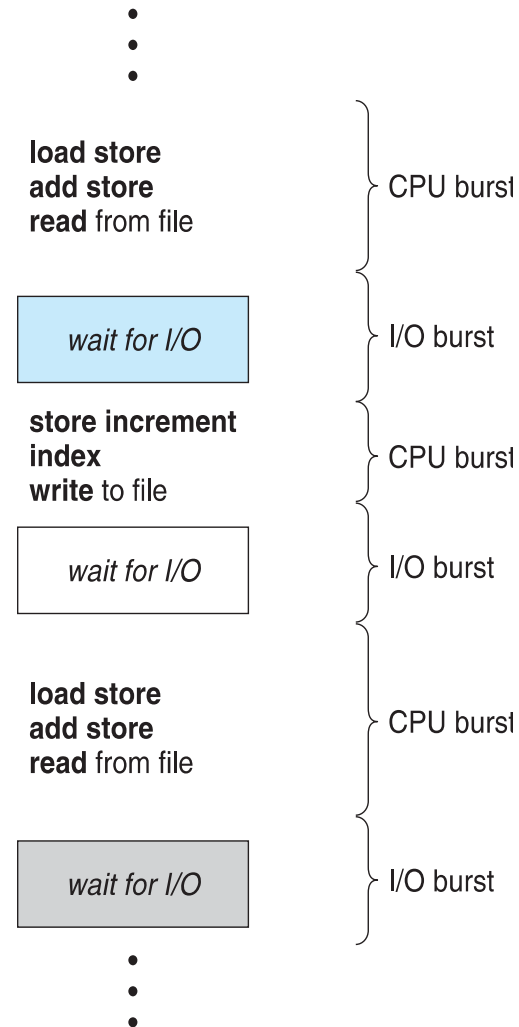 load store
add store
read from file
CPU burst
wait for I/O
I/O burst
store increment
index
write to file
CPU burst
wait for I/O
I/O burst
load store
add store
read from file
CPU burst
wait for I/O
I/O burst